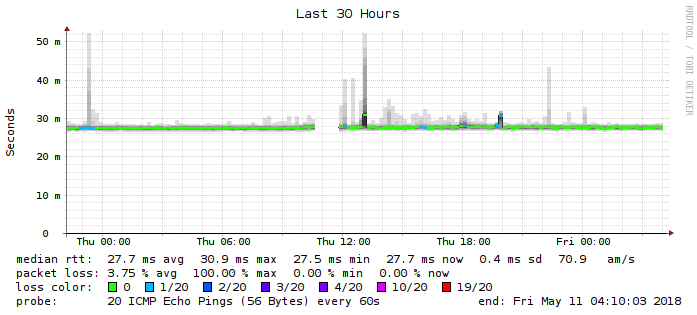 Last 30 Hours
RRDTOOL / TOBI OETIKER
Seconds
50 m
40 m
30 m
20 m
10 m
0
Thu 00:00 Thu 06:00 Thu 12:00 Thu 18:00 Fri 00:00
median rtt: 27.7 ms avg 30.9 ms max 27.5 ms min 27.7 ms now 0.4 ms sd 70.9 am/s
packet loss: 3.75 % avg 100.00 % max 0.00 % min 0.00 % now
loss color: 0 1/20 2/20 3/20 4/20 10/20 19/20
probe: 20 ICMP Echo Pings (56 Bytes) every 60s end: Fri May 11 04:10:03 2018